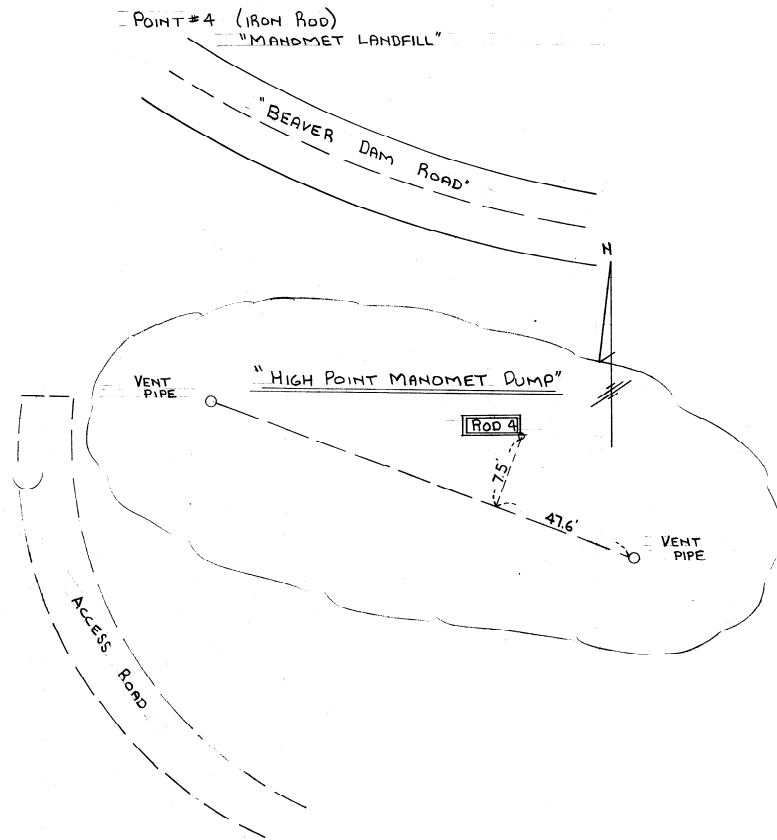 POINT #4 (IRON ROD)
"MANOMET LANDFILL"
"BEAVER DAM ROAD"
N
"HIGH POINT MANOMET DUMP"
VENT
PIPE
ROD 4
7.5'
47.6'
VENT
PIPE
ACCESS ROAD